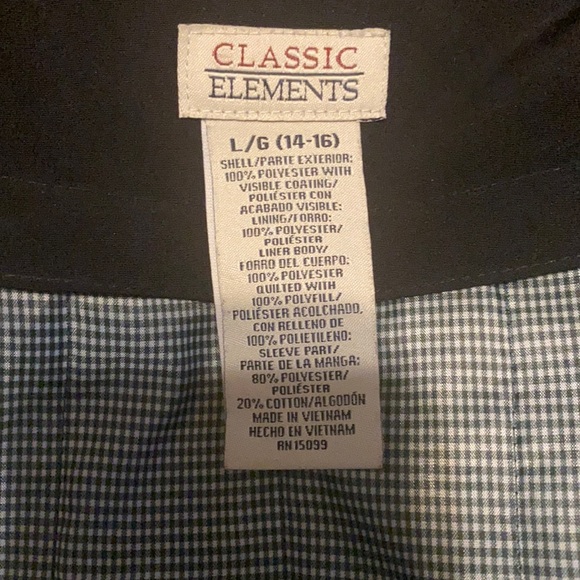 CLASSIC
ELEMENTS
L/G (14-16)
SHELL/PARTE EXTERIOR:
100% POLYESTER WITH
VISIBLE COATING/
POLIÉSTER CON
ACABADO VISIBLE:
LINING/FORRO:
100% POLYESTER/
POLIÉSTER
LINER BODY/
FORRO DEL CUERPO:
100% POLYESTER
QUILTED WITH
100% POLYFILL/
POLIÉSTER ACOLCHADO,
CON RELLENO DE
100% POLIETILENO:
SLEEVE PART/
PARTE DE LA MANGA:
80% POLYESTER/
POLIÉSTER
20% COTTON/ALGODÓN
MADE IN VIETNAM
HECHO EN VIETNAM
RN 15099